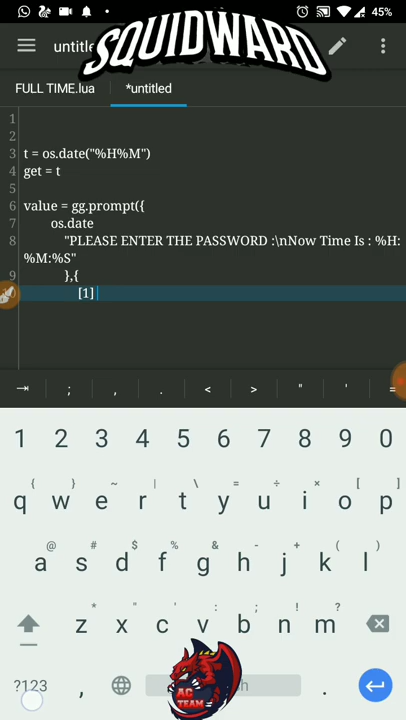 45%
SQUIDWARD
FULL TIME.lua
*untitled
1
2
3 t = os.date("%H%M")
4 get = t
5
6 value = gg.prompt({
7 os.date
8 "PLEASE ENTER THE PASSWORD :\nNow Time Is : %H:
%M:%S"
9 },{
[1]
; , . < > " ' =
1 2 3 4 5 6 7 8 9 0
{ } ~ | \ = ÷ × [ ]
q w e r t y u i o p
@ # $ % & - + ( )
a s d f g h j k l
* " ' : ; ! ?
z x c v b n m
?123 , .
AC
TEAM